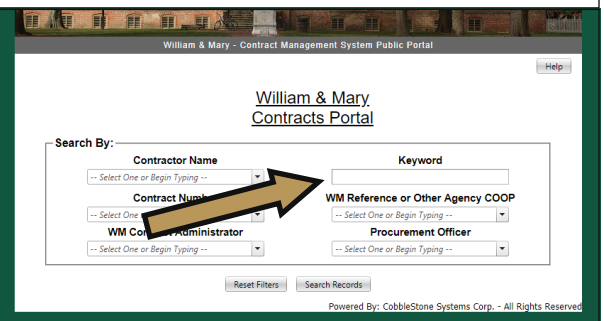 William & Mary - Contract Management System Public Portal
Help
William & Mary
Contracts Portal
Search By:
Contractor Name Keyword
-- Select One or Begin Typing --
Contract WM Reference or Other Agency COOP
-- Select One -- Select One or Begin Typing --
WM Administrator Procurement Officer
-- Select One or Begin Typing -- -- Select One or Begin Typing --
Reset Filters Search Records
Powered By: CobbleStone Systems Corp. - All Rights Reserved